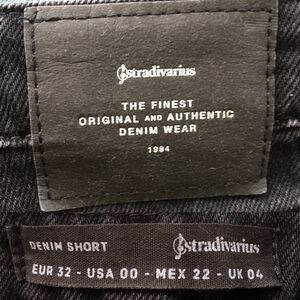 stradivarius
THE FINEST
ORIGINAL AND AUTHENTIC
DENIM WEAR
1994
DENIM SHORT stradivarius
EUR 32 - USA 00 - MEX 22 - UK 04